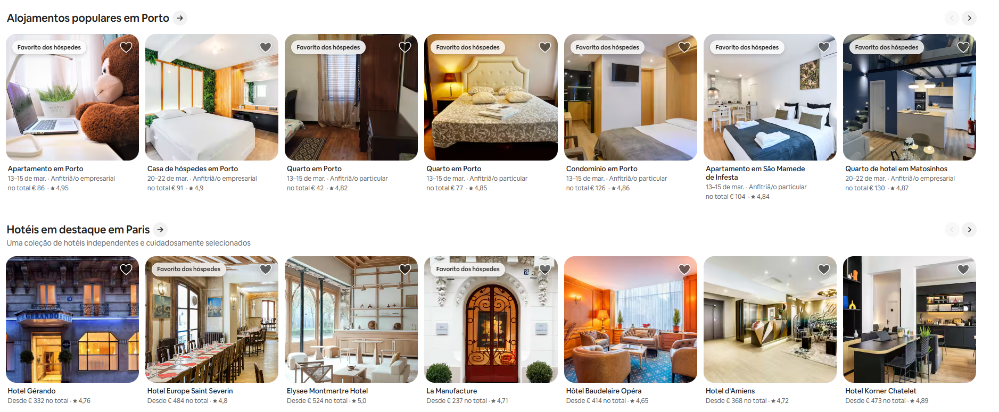 Alojamentos populares em Porto
Favorito dos hóspedes
Apartamento em Porto
13–15 de mar. · Anfitriã/o empresarial
no total € 86 · ★ 4,95
Casa de hóspedes em Porto
20–22 de mar. · Anfitriã/o empresarial
no total € 91 · ★ 4,9
Favorito dos hóspedes
Quarto em Porto
13–15 de mar. · Anfitriã/o particular
no total € 42 · ★ 4,82
Favorito dos hóspedes
Quarto em Porto
13–15 de mar. · Anfitriã/o particular
no total € 77 · ★ 4,85
Favorito dos hóspedes
Condomínio em Porto
13–15 de mar. · Anfitriã/o particular
no total € 126 · ★ 4,86
Favorito dos hóspedes
Apartamento em São Mamede
de Infesta
13–15 de mar. · Anfitriã/o particular
no total € 104 · ★ 4,84
Favorito dos hóspedes
Quarto de hotel em Matosinhos
20–22 de mar. · Anfitriã/o empresarial
no total € 130 · ★ 4,87
Hotéis em destaque em Paris
Uma coleção de hotéis independentes e cuidadosamente selecionados
GERANDO HOTEL
Hotel Gérando
Desde € 332 no total · ★ 4,76
Favorito dos hóspedes
Hotel Europe Saint Severin
Desde € 484 no total · ★ 4,8
Elysee Montmartre Hotel
Desde € 524 no total · ★ 5,0
Favorito dos hóspedes
8
La Manufacture
Desde € 237 no total · ★ 4,71
Hôtel Baudelaire Opéra
Desde € 414 no total · ★ 4,65
Hotel d'Amiens
Desde € 368 no total · ★ 4,72
Hotel Korner Chatelet
Desde € 473 no total · ★ 4,89